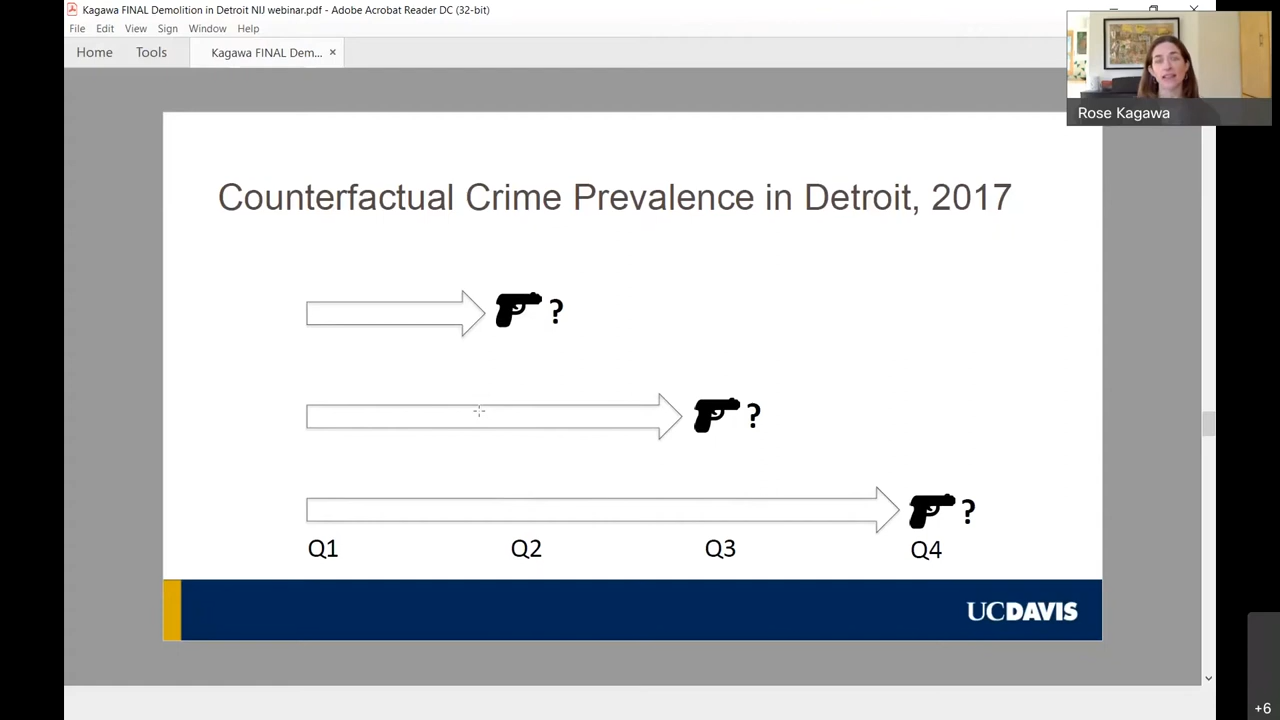 Kagawa FINAL Demolition in Detroit NIJ webinar.pdf - Adobe Acrobat Reader DC (32-bit)
File Edit View Sign Window Help
Home Tools Kagawa FINAL Dem... ×
Rose Kagawa
Counterfactual Crime Prevalence in Detroit, 2017
?
?
?
Q1 Q2 Q3 Q4
UCDAVIS
+6